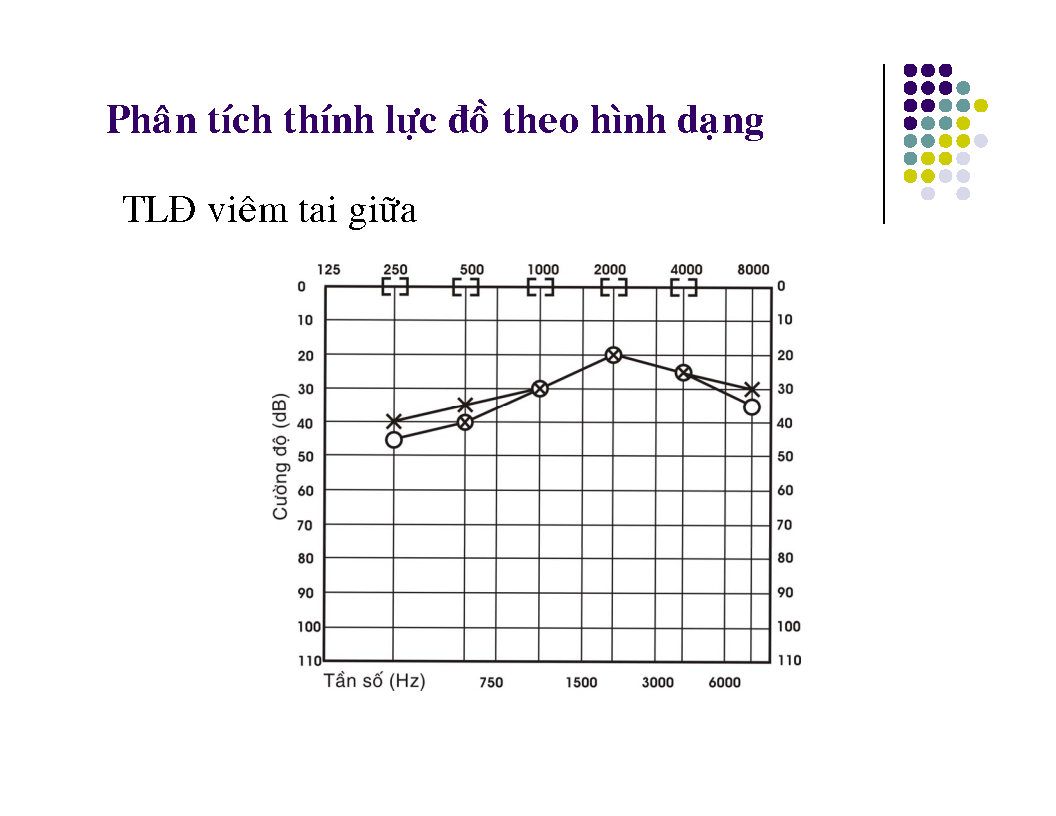 Phân tích thính lực đồ theo hình dạng
TLĐ viêm tai giữa
125 250 500 1000 2000 4000 8000
0 0
10 10
20 20
30 30
40 40
50 50
60 60
70 70
80 80
90 90
100 100
110 110
Cường độ (dB)
Tần số (Hz) 750 1500 3000 6000